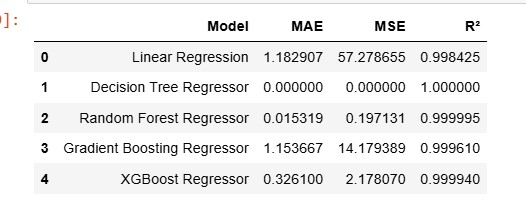 ]:
Model MAE MSE R²
0 Linear Regression 1.182907 57.278655 0.998425
1 Decision Tree Regressor 0.000000 0.000000 1.000000
2 Random Forest Regressor 0.015319 0.197131 0.999995
3 Gradient Boosting Regressor 1.153667 14.179389 0.999610
4 XGBoost Regressor 0.326100 2.178070 0.999940